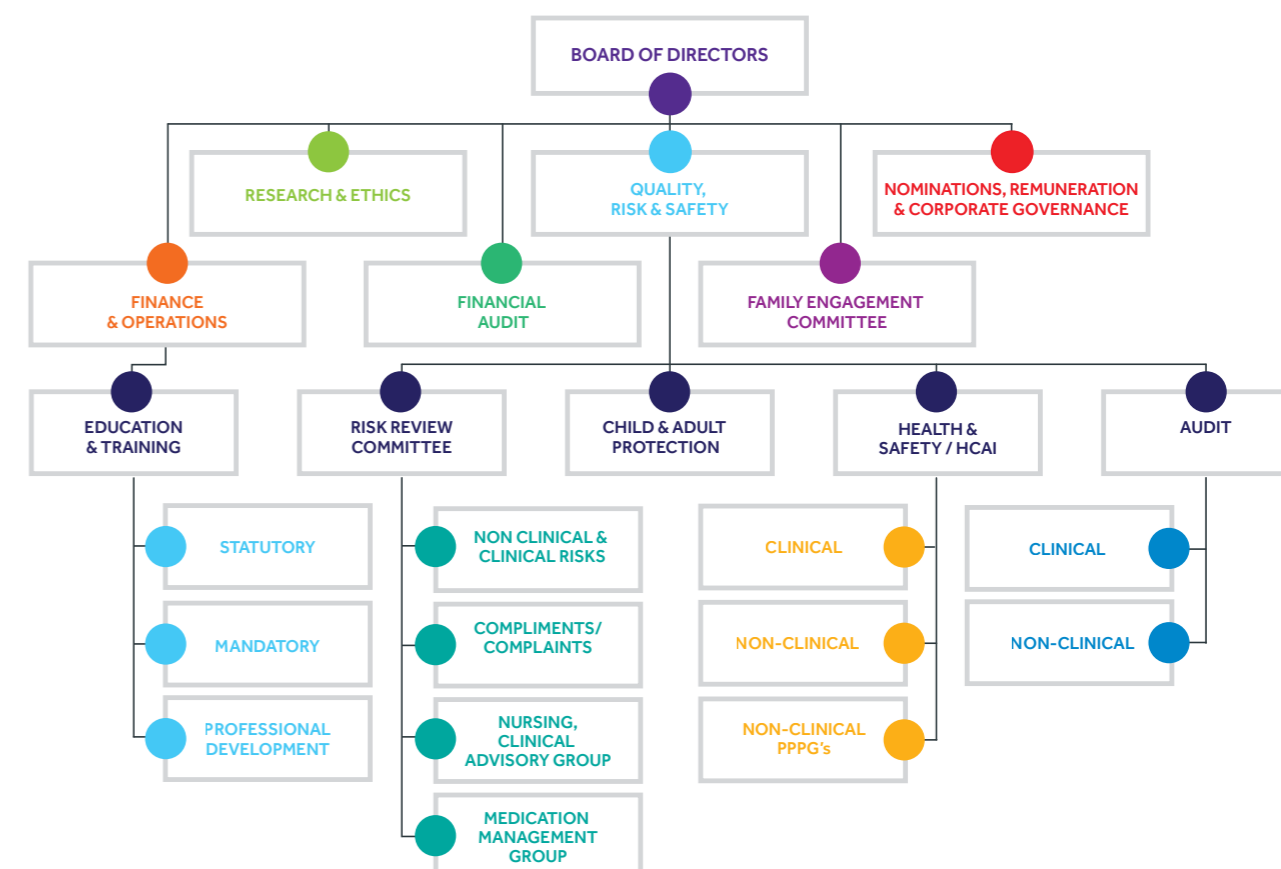 BOARD OF DIRECTORS
RESEARCH & ETHICS
QUALITY,
RISK & SAFETY
NOMINATIONS, REMUNERATION
& CORPORATE GOVERNANCE
FINANCE
& OPERATIONS
FINANCIAL
AUDIT
FAMILY ENGAGEMENT
COMMITTEE
EDUCATION
& TRAINING
RISK REVIEW
COMMITTEE
CHILD & ADULT
PROTECTION
HEALTH &
SAFETY / HCAI
AUDIT
STATUTORY
MANDATORY
PROFESSIONAL
DEVELOPMENT
NON CLINICAL &
CLINICAL RISKS
COMPLIMENTS/
COMPLAINTS
NURSING,
CLINICAL
ADVISORY GROUP
MEDICATION
MANAGEMENT
GROUP
CLINICAL
NON-CLINICAL
NON-CLINICAL
PPPG's
CLINICAL
NON-CLINICAL